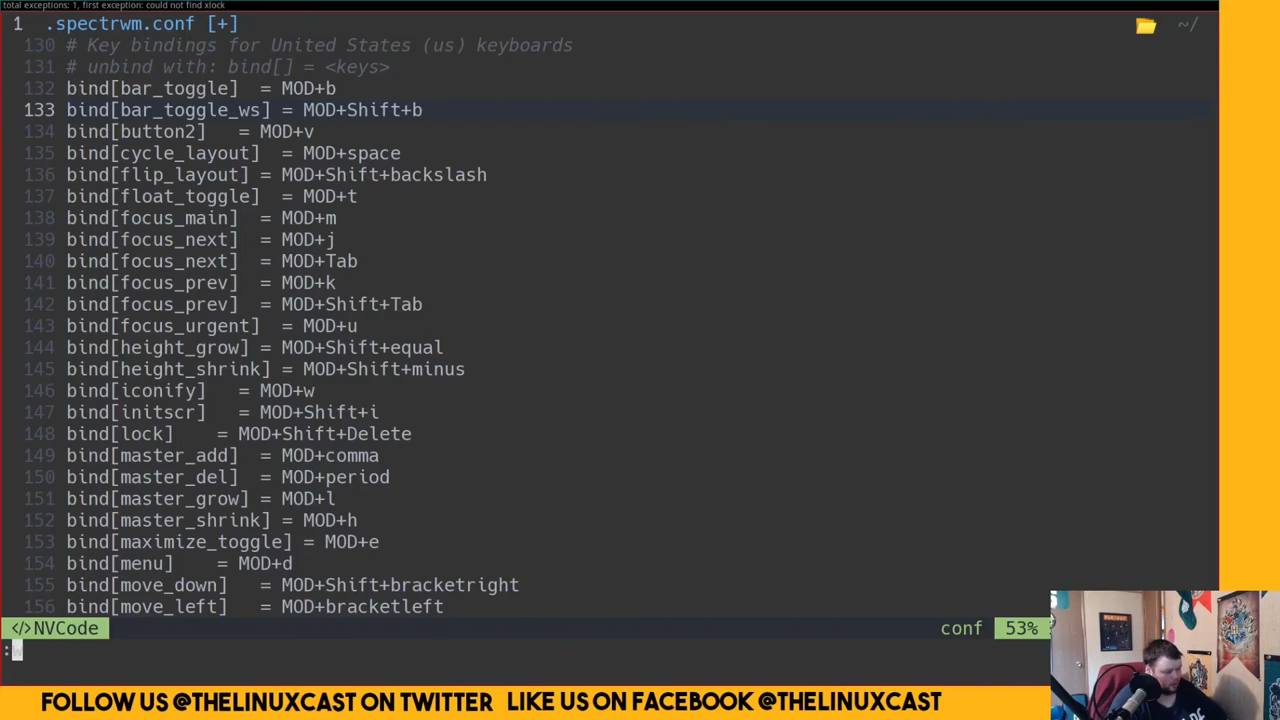 total exceptions: 1, first exception: could not find xlock
1 .spectrwm.conf [+] ~/
130 # Key bindings for United States (us) keyboards
131 # unbind with: bind[] = <keys>
132 bind[bar_toggle] = MOD+b
133 bind[bar_toggle_ws] = MOD+Shift+b
134 bind[button2] = MOD+v
135 bind[cycle_layout] = MOD+space
136 bind[flip_layout] = MOD+Shift+backslash
137 bind[float_toggle] = MOD+t
138 bind[focus_main] = MOD+m
139 bind[focus_next] = MOD+j
140 bind[focus_next] = MOD+Tab
141 bind[focus_prev] = MOD+k
142 bind[focus_prev] = MOD+Shift+Tab
143 bind[focus_urgent] = MOD+u
144 bind[height_grow] = MOD+Shift+equal
145 bind[height_shrink] = MOD+Shift+minus
146 bind[iconify] = MOD+w
147 bind[initscr] = MOD+Shift+i
148 bind[lock] = MOD+Shift+Delete
149 bind[master_add] = MOD+comma
150 bind[master_del] = MOD+period
151 bind[master_grow] = MOD+l
152 bind[master_shrink] = MOD+h
153 bind[maximize_toggle] = MOD+e
154 bind[menu] = MOD+d
155 bind[move_down] = MOD+Shift+bracketright
156 bind[move_left] = MOD+bracketleft
</>NVCode conf 53%
:w
FOLLOW US @THELINUXCAST ON TWITTER LIKE US ON FACEBOOK @THELINUXCAST